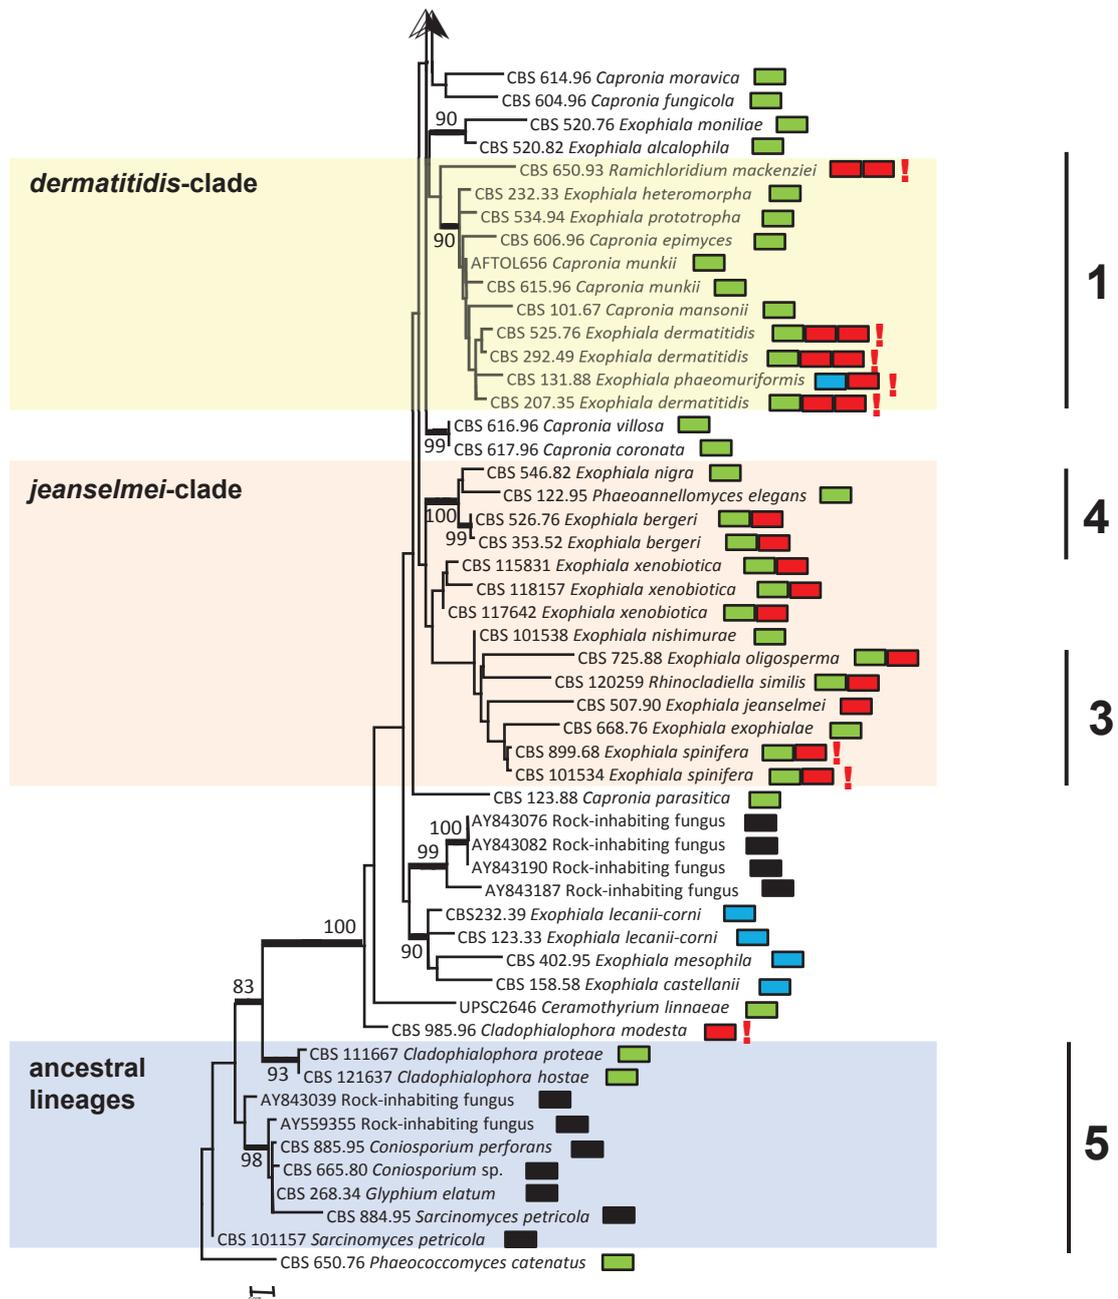 CBS 614.96 Capronia moravica
CBS 604.96 Capronia fungicola
90
CBS 520.76 Exophiala moniliae
CBS 520.82 Exophiala alcalophila
dermatitidis-clade
CBS 650.93 Ramichloridium mackenziei !
CBS 232.33 Exophiala heteromorpha
CBS 534.94 Exophiala prototropha
90
CBS 606.96 Capronia epimyces
AFTOL656 Capronia munkii
1
CBS 615.96 Capronia munkii
CBS 101.67 Capronia mansonii
CBS 525.76 Exophiala dermatitidis !
CBS 292.49 Exophiala dermatitidis !
CBS 131.88 Exophiala phaeomuriformis !
CBS 207.35 Exophiala dermatitidis !
CBS 616.96 Capronia villosa
99
CBS 617.96 Capronia coronata
jeanselmei-clade
CBS 546.82 Exophiala nigra
CBS 122.95 Phaeoannellomyces elegans
100
CBS 526.76 Exophiala bergeri
4
99
CBS 353.52 Exophiala bergeri
CBS 115831 Exophiala xenobiotica
CBS 118157 Exophiala xenobiotica
CBS 117642 Exophiala xenobiotica
CBS 101538 Exophiala nishimurae
CBS 725.88 Exophiala oligosperma
CBS 120259 Rhinocladiella similis
CBS 507.90 Exophiala jeanselmei
3
CBS 668.76 Exophiala exophialae
CBS 899.68 Exophiala spinifera !
CBS 101534 Exophiala spinifera !
CBS 123.88 Capronia parasitica
AY843076 Rock-inhabiting fungus
100
AY843082 Rock-inhabiting fungus
99
AY843190 Rock-inhabiting fungus
AY843187 Rock-inhabiting fungus
CBS232.39 Exophiala lecanii-corni
100
CBS 123.33 Exophiala lecanii-corni
90
CBS 402.95 Exophiala mesophila
CBS 158.58 Exophiala castellanii
83
UPSC2646 Ceramothyrium linnaeae
CBS 985.96 Cladophialophora modesta !
ancestral
lineages
CBS 111667 Cladophialophora proteae
93
CBS 121637 Cladophialophora hostae
AY843039 Rock-inhabiting fungus
AY559355 Rock-inhabiting fungus
5
CBS 885.95 Coniosporium perforans
98
CBS 665.80 Coniosporium sp.
CBS 268.34 Glyphium elatum
CBS 884.95 Sarcinomyces petricola
CBS 101157 Sarcinomyces petricola
CBS 650.76 Phaeococcomyces catenatus